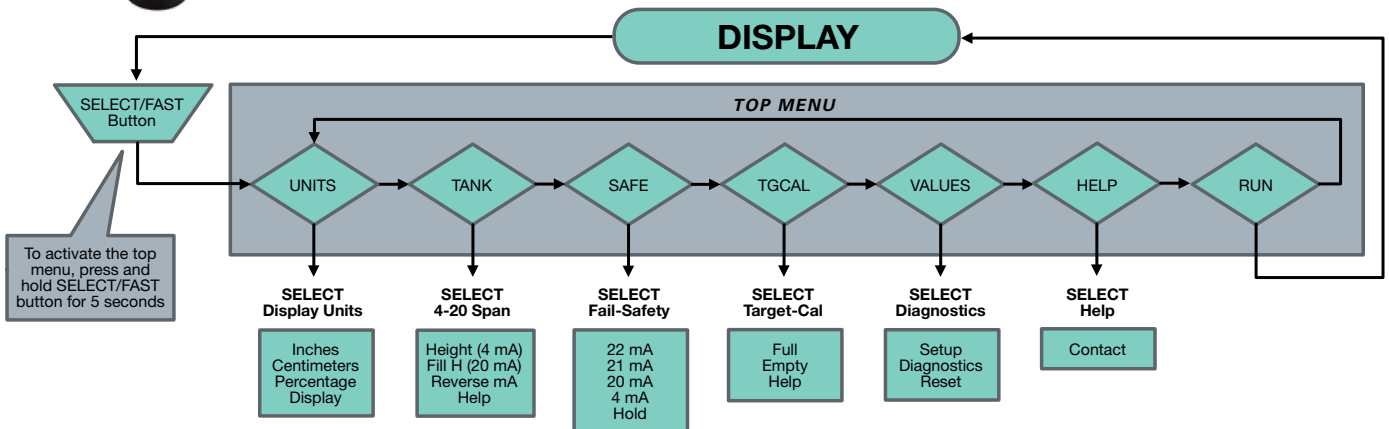 DISPLAY
SELECT/FAST
Button
TOP MENU
UNITS
TANK
SAFE
TGCAL
VALUES
HELP
RUN
To activate the top
menu, press and
hold SELECT/FAST
button for 5 seconds
SELECT
Display Units
Inches
Centimeters
Percentage
Display
SELECT
4-20 Span
Height (4 mA)
Fill H (20 mA)
Reverse mA
Help
SELECT
Fail-Safety
22 mA
21 mA
20 mA
4 mA
Hold
SELECT
Target-Cal
Full
Empty
Help
SELECT
Diagnostics
Setup
Diagnostics
Reset
SELECT
Help
Contact